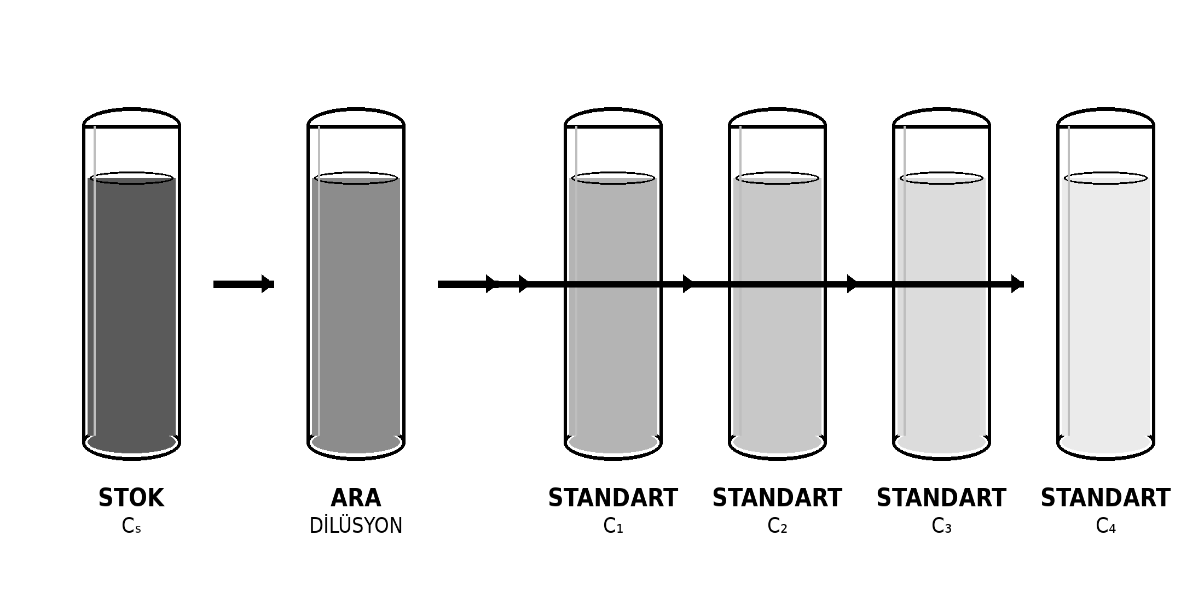 STOK
Cₛ
ARA
DİLÜSYON
STANDART
C₁
STANDART
C₂
STANDART
C₃
STANDART
C₄